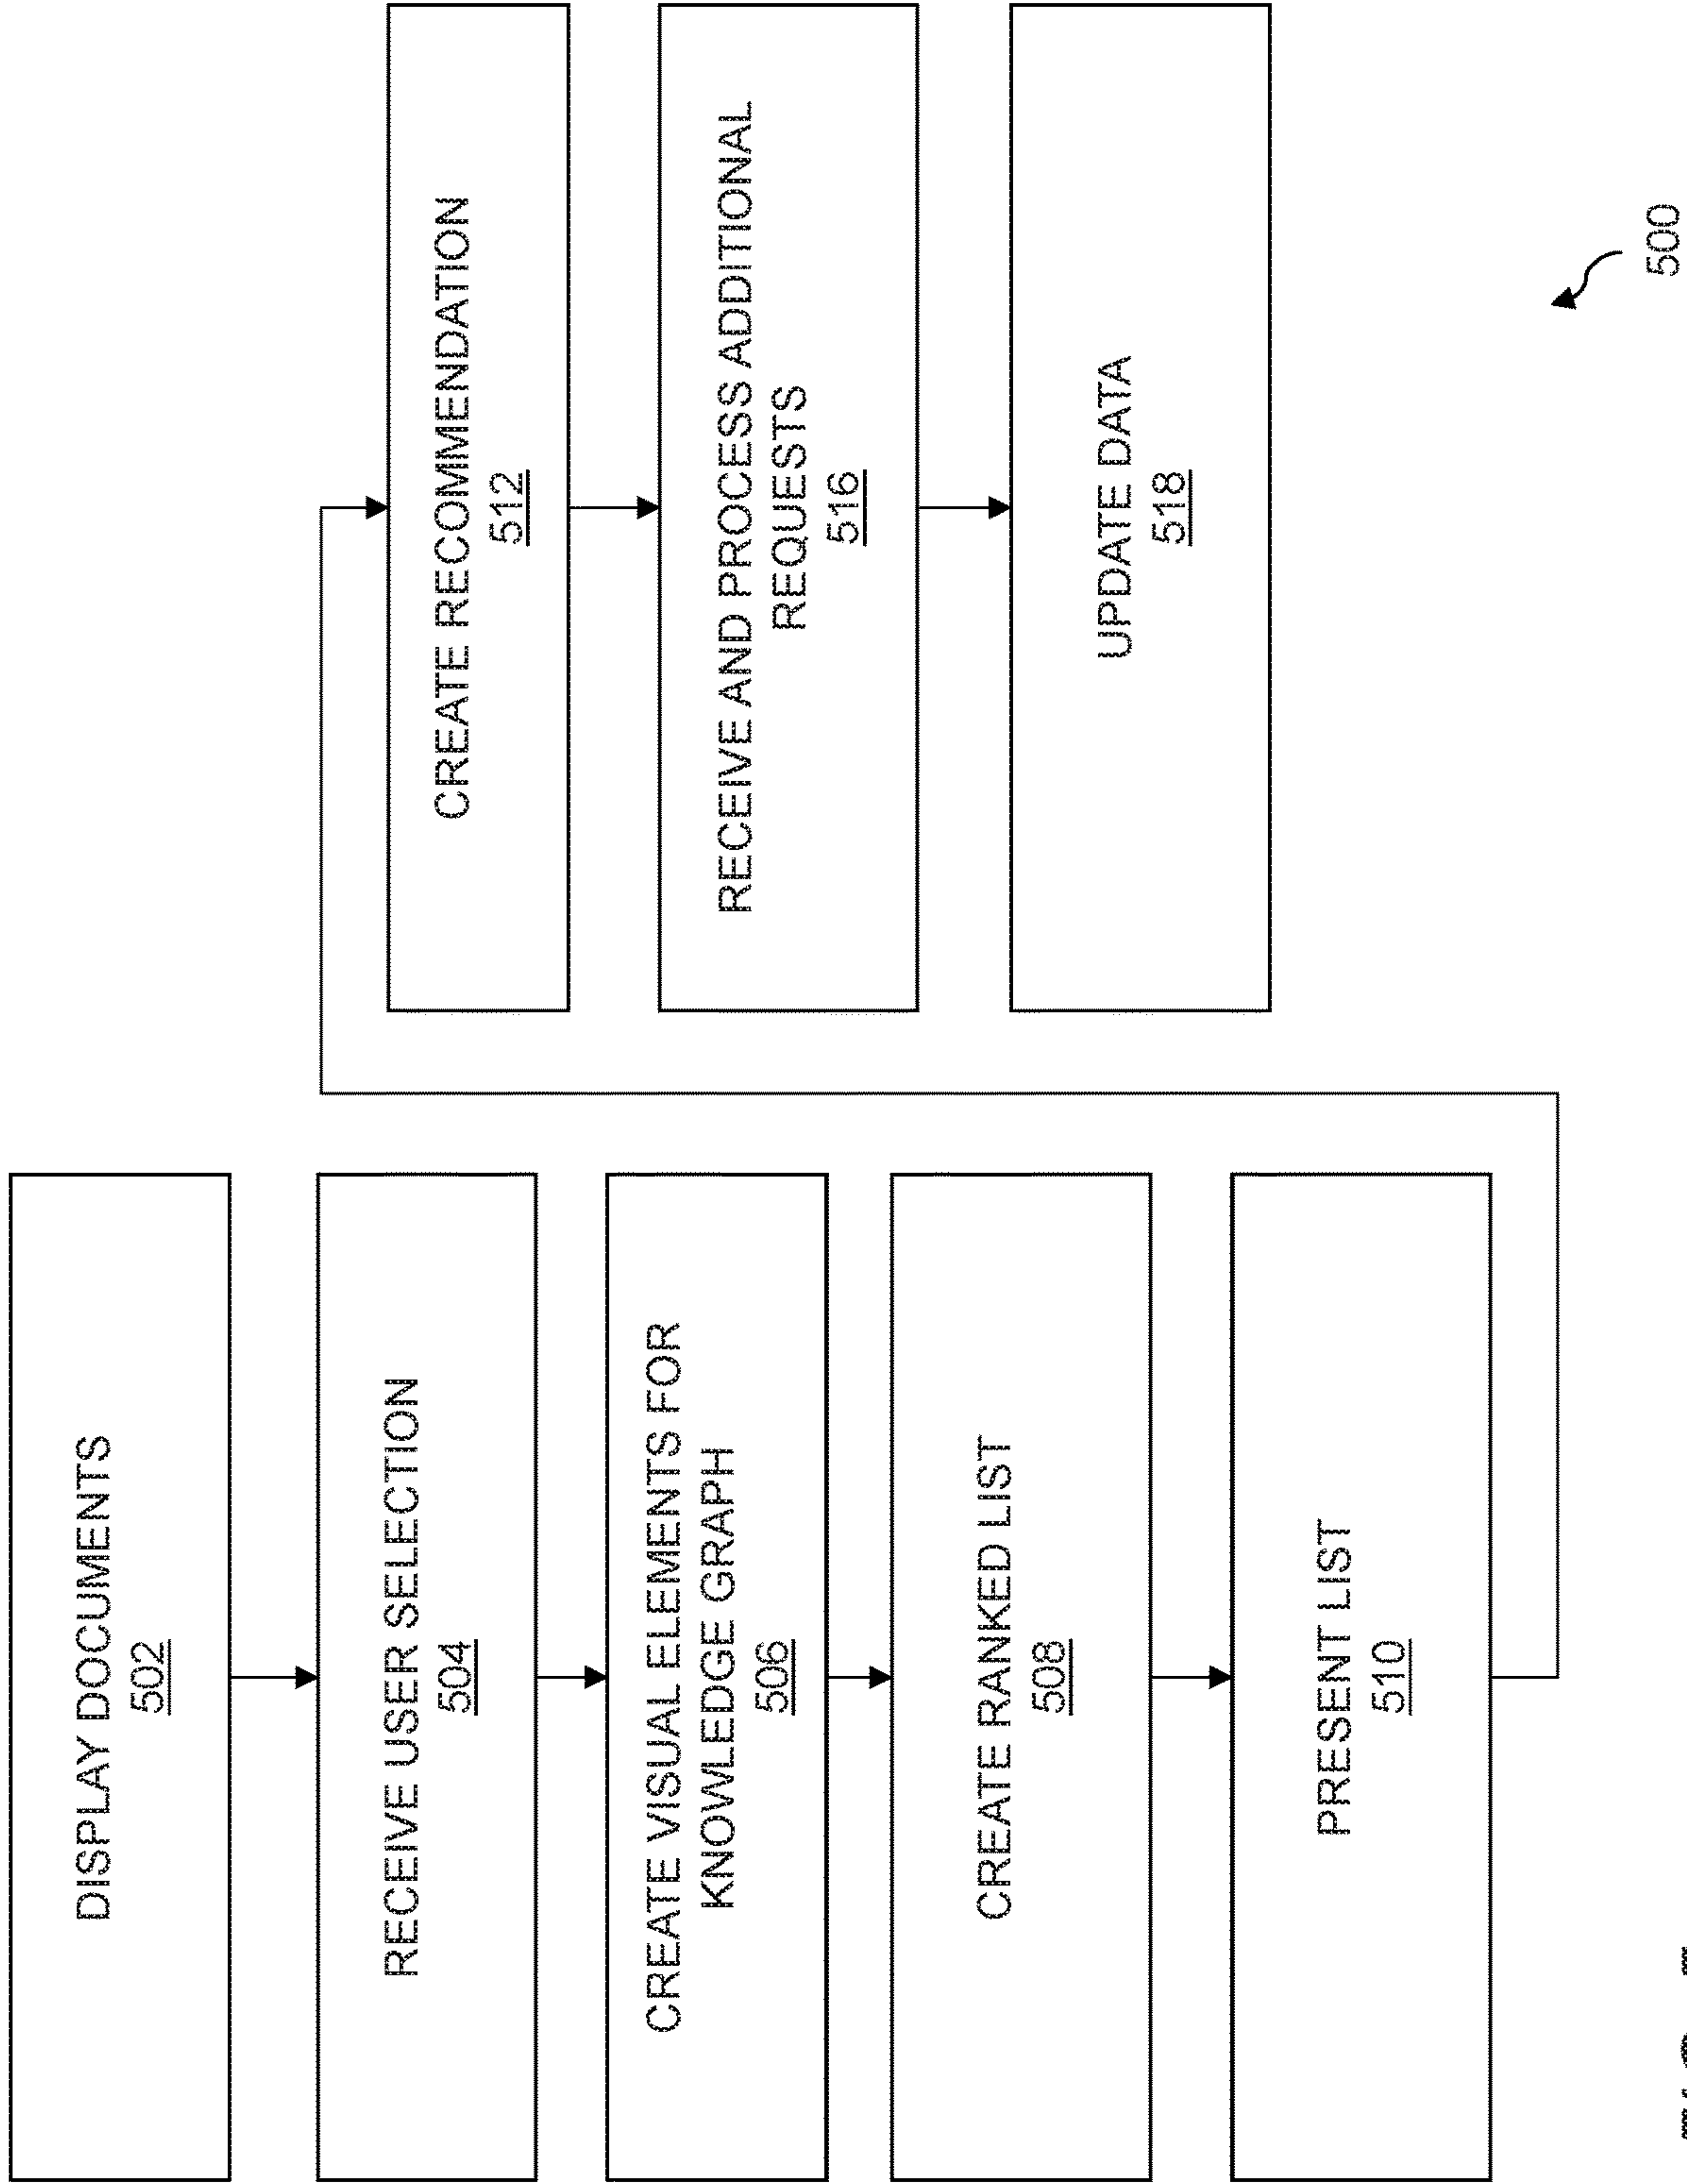 DISPLAY DOCUMENTS
502
RECEIVE USER SELECTION
504
CREATE VISUAL ELEMENTS FOR
KNOWLEDGE GRAPH
506
CREATE RANKED LIST
508
PRESENT LIST
510
CREATE RECOMMENDATION
512
RECEIVE AND PROCESS ADDITIONAL
REQUESTS
516
UPDATE DATA
518
500